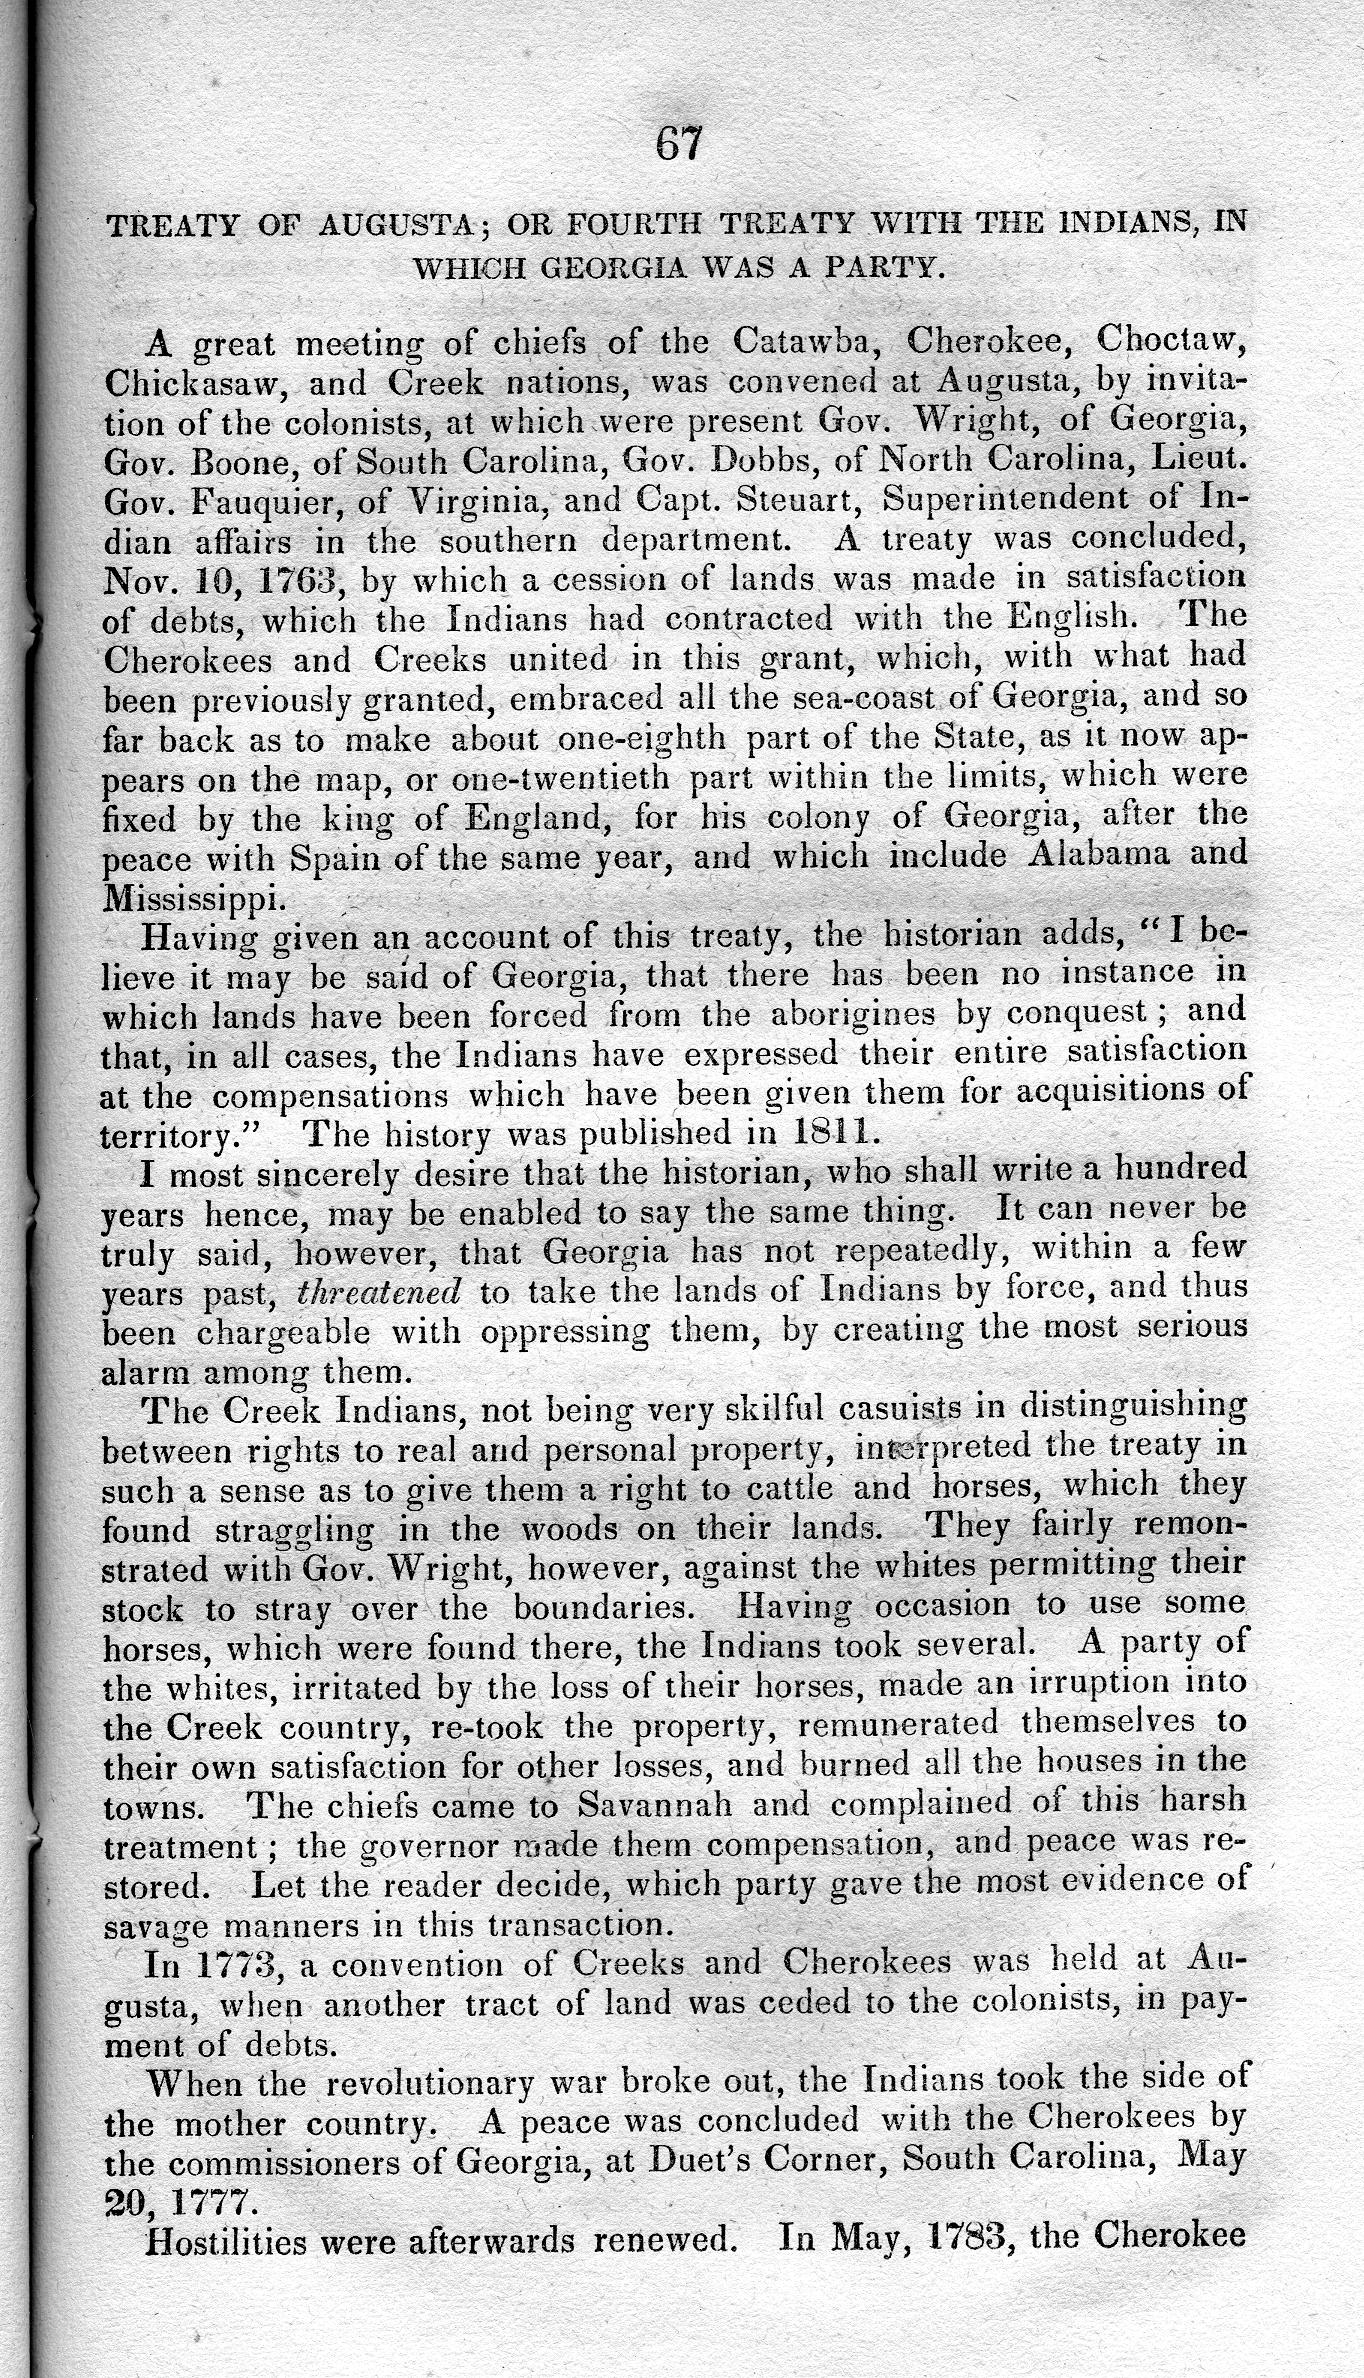 67
TREATY OF AUGUSTA; OR FOURTH TREATY WITH THE INDIANS, IN
WHICH GEORGIA WAS A PARTY.
A great meeting of chiefs of the Catawba, Cherokee, Choctaw,
Chickasaw, and Creek nations, was convened at Augusta, by invita-
tion of the colonists, at which were present Gov. Wright, of Georgia,
Gov. Boone, of South Carolina, Gov. Dobbs, of North Carolina, Lieut.
Gov. Fauquier, of Virginia, and Capt. Steuart, Superintendent of In-
dian affairs in the southern department. A treaty was concluded,
Nov. 10, 1763, by which a cession of lands was made in satisfaction
of debts, which the Indians had contracted with the English. The
Cherokees and Creeks united in this grant, which, with what had
been previously granted, embraced all the sea-coast of Georgia, and so
far back as to make about one-eighth part of the State, as it now ap-
pears on the map, or one-twentieth part within the limits, which were
fixed by the king of England, for his colony of Georgia, after the
peace with Spain of the same year, and which include Alabama and
Mississippi.
Having given an account of this treaty, the historian adds, “I be-
lieve it may be said of Georgia, that there has been no instance in
which lands have been forced from the aborigines by conquest; and
that, in all cases, the Indians have expressed their entire satisfaction
at the compensations which have been given them for acquisitions of
territory.” The history was published in 1811.
I most sincerely desire that the historian, who shall write a hundred
years hence, may be enabled to say the same thing. It can never be
truly said, however, that Georgia has not repeatedly, within a few
years past, threatened to take the lands of Indians by force, and thus
been chargeable with oppressing them, by creating the most serious
alarm among them.
The Creek Indians, not being very skilful casuists in distinguishing
between rights to real and personal property, interpreted the treaty in
such a sense as to give them a right to cattle and horses, which they
found straggling in the woods on their lands. They fairly remon-
strated with Gov. Wright, however, against the whites permitting their
stock to stray over the boundaries. Having occasion to use some
horses, which were found there, the Indians took several. A party of
the whites, irritated by the loss of their horses, made an irruption into
the Creek country, re-took the property, remunerated themselves to
their own satisfaction for other losses, and burned all the houses in the
towns. The chiefs came to Savannah and complained of this harsh
treatment; the governor made them compensation, and peace was re-
stored. Let the reader decide, which party gave the most evidence of
savage manners in this transaction.
In 1773, a convention of Creeks and Cherokees was held at Au-
gusta, when another tract of land was ceded to the colonists, in pay-
ment of debts.
When the revolutionary war broke out, the Indians took the side of
the mother country. A peace was concluded with the Cherokees by
the commissioners of Georgia, at Duet's Corner, South Carolina, May
20, 1777.
Hostilities were afterwards renewed. In May, 1783, the Cherokee